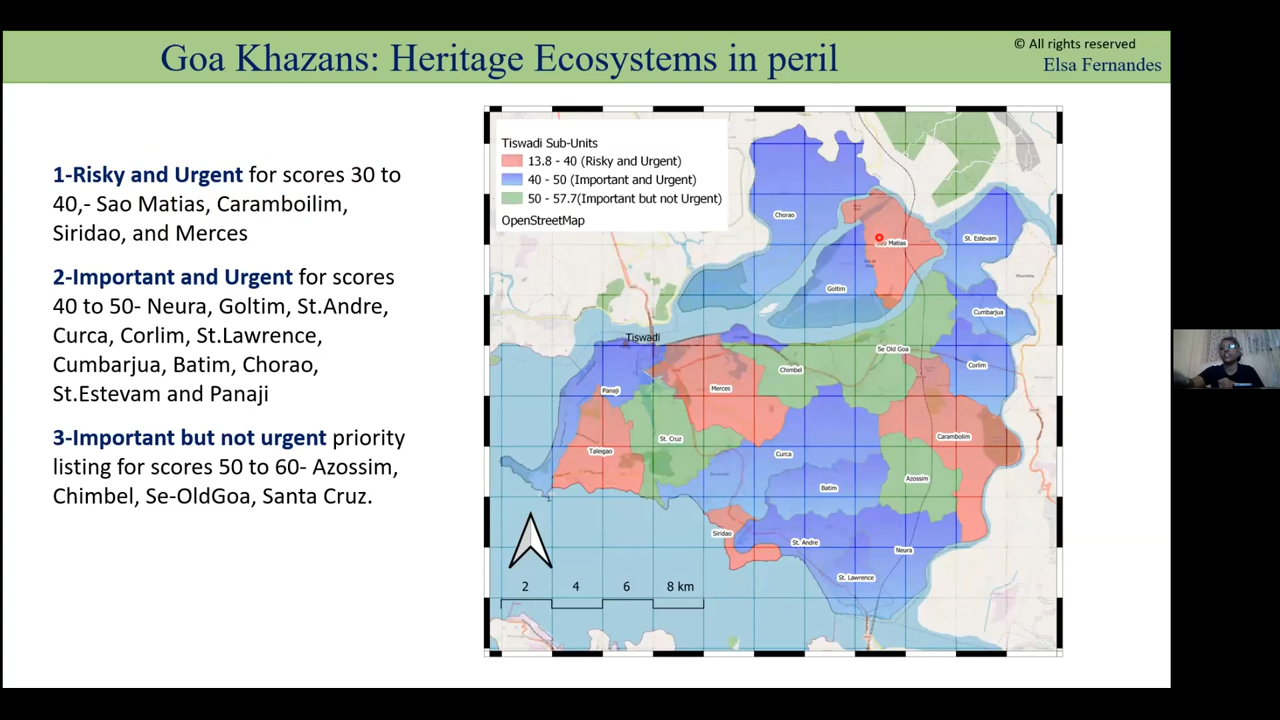 Goa Khazans: Heritage Ecosystems in peril
© All rights reserved
Elsa Fernandes
1-Risky and Urgent for scores 30 to
40,- Sao Matias, Caramboilim,
Siridao, and Merces
2-Important and Urgent for scores
40 to 50- Neura, Goltim, St.Andre,
Curca, Corlim, St.Lawrence,
Cumbarjua, Batim, Chorao,
St.Estevam and Panaji
3-Important but not urgent priority
listing for scores 50 to 60- Azossim,
Chimbel, Se-OldGoa, Santa Cruz.
Tiswadi Sub-Units
13.8 - 40 (Risky and Urgent)
40 - 50 (Important and Urgent)
50 - 57.7(Important but not Urgent)
OpenStreetMap
Chorao
Matias
St. Estevam
Goltim
Cumbarjua
Tiswadi
Se Old Goa
Chimbel
Corlim
Panaji
Merces
St. Cruz
Carambolim
Taleigao
Curca
Azossim
Batim
Siridao
St. Andre
Neura
St. Lawrence
2 4 6 8 km